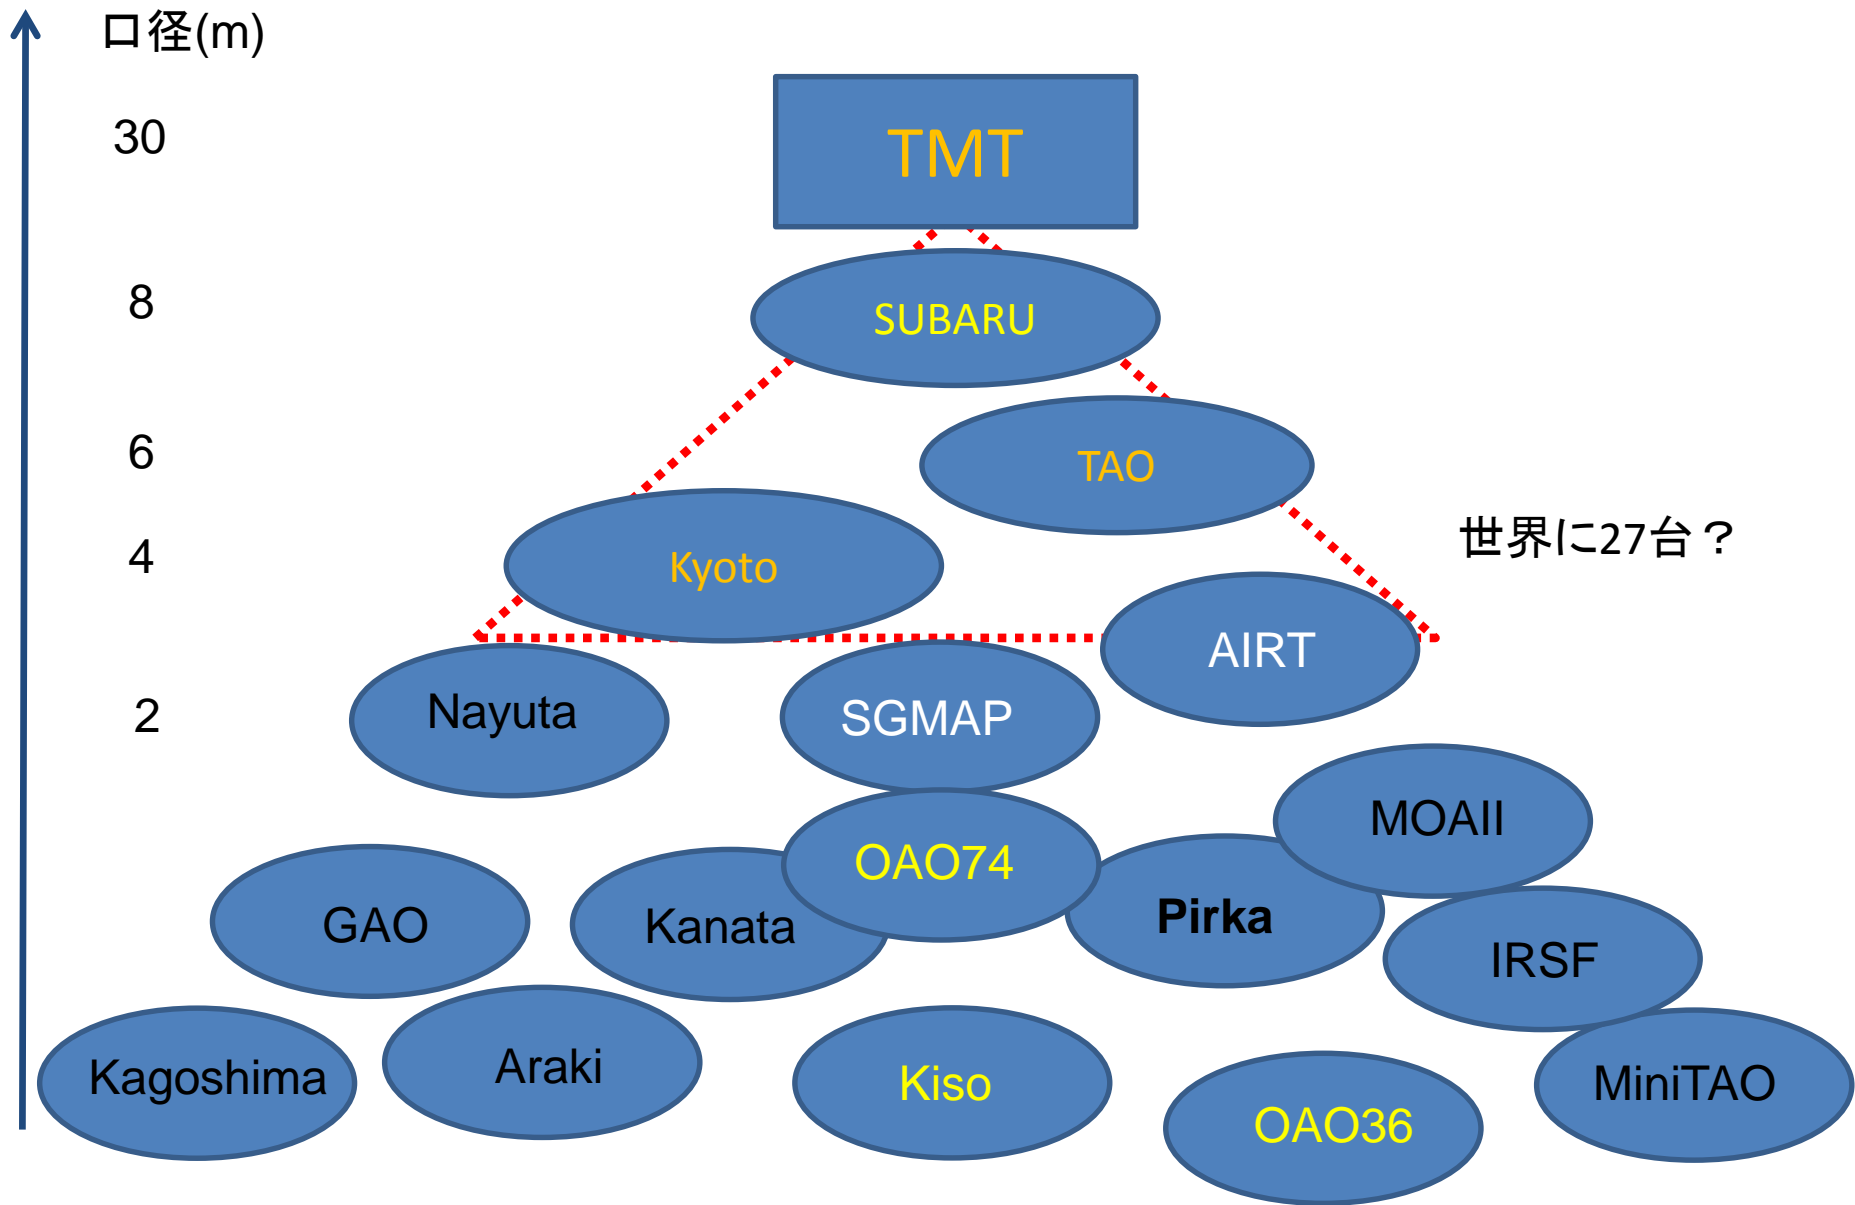 口径(m)
30
TMT
8
SUBARU
6
TAO
4
Kyoto
世界に27台？
AIRT
2
Nayuta
SGMAP
MOAII
OAO74
GAO
Kanata
Pirka
IRSF
Kagoshima
Araki
Kiso
OAO36
MiniTAO